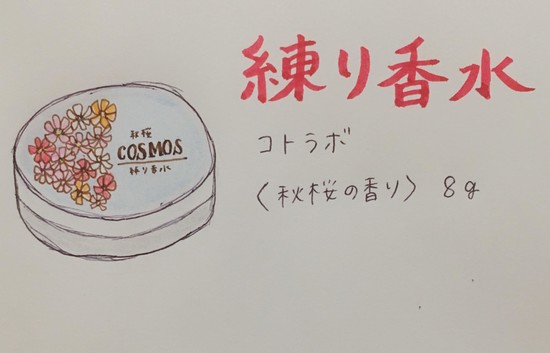 秋桜
COSMOS
練り香水
練り香水
コトラボ
〈秋桜の香り〉 8g